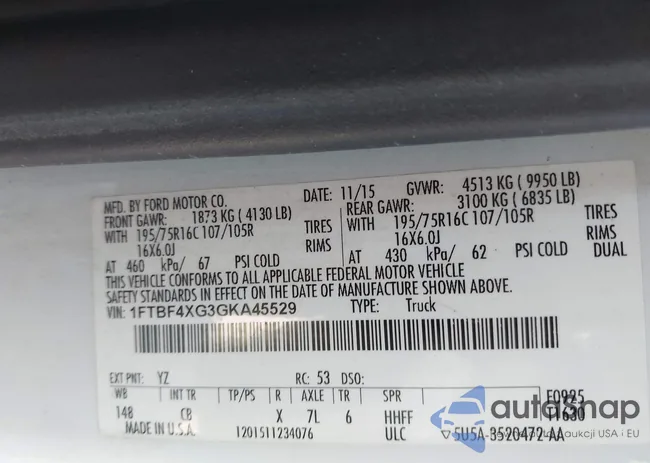 MFD. BY FORD MOTOR CO. DATE: 11/15 GVWR: 4513 KG ( 9950 LB)
FRONT GAWR: 1873 KG ( 4130 LB) REAR GAWR: 3100 KG ( 6835 LB)
WITH 195/75R16C 107/105R TIRES WITH 195/75R16C 107/105R TIRES
16X6.0J RIMS 16X6.0J RIMS
AT 460 kPa/ 67 PSI COLD AT 430 kPa/ 62 PSI COLD DUAL
THIS VEHICLE CONFORMS TO ALL APPLICABLE FEDERAL MOTOR VEHICLE
SAFETY STANDARDS IN EFFECT ON THE DATE OF MANUFACTURE SHOWN ABOVE.
VIN: 1FTBF4XG3GKA45529 TYPE: Truck
EXT PNT: YZ RC: 53 DSO:
WB INT TR TP/PS R AXLE TR SPR F0925
148 CB X 7L 6 HHFF 11630
MADE IN U.S.A. 1201511234076 ULC 5U5A-3520472-AA
autosnap
Aukcji USA i EU